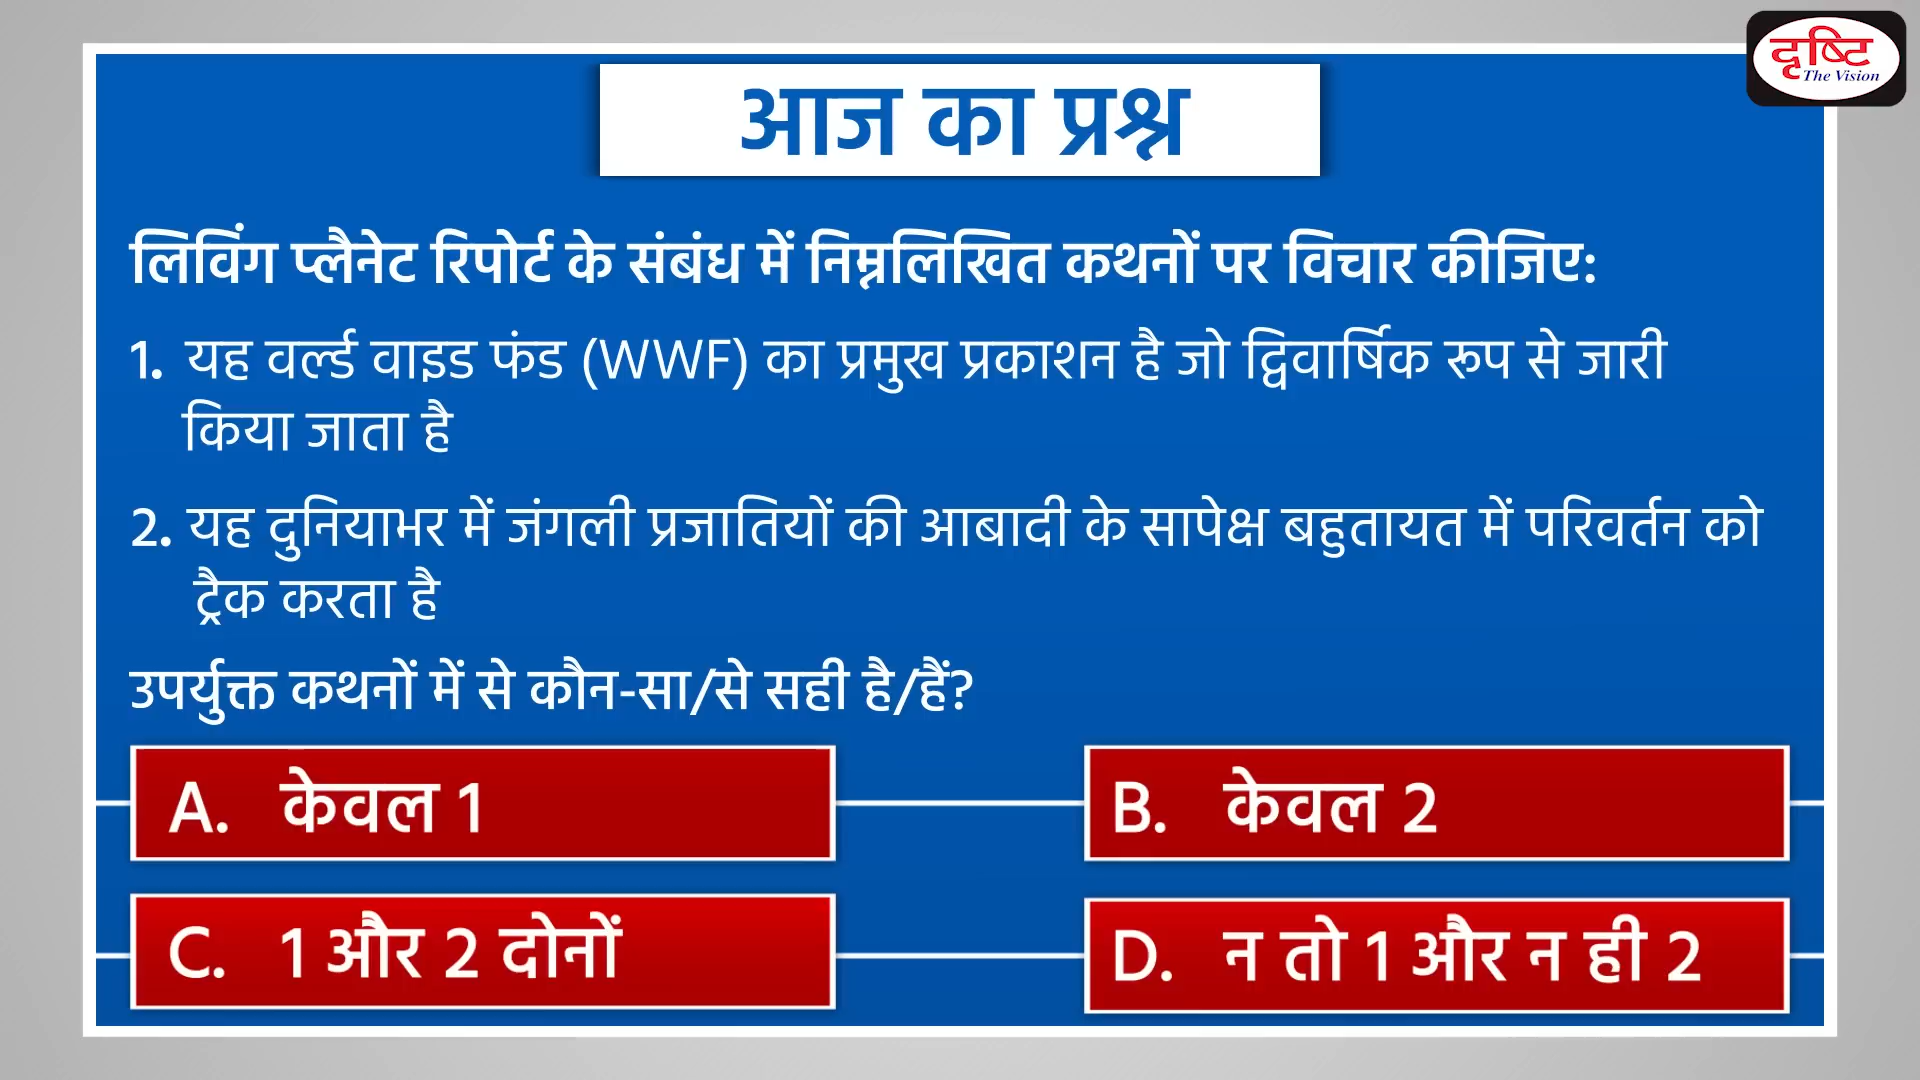 दृष्टि
The Vision
आज का प्रश्न
लिविंग प्लैनेट रिपोर्ट के संबंध में निम्नलिखित कथनों पर विचार कीजिए:
1. यह वर्ल्ड वाइड फंड (WWF) का प्रमुख प्रकाशन है जो द्विवार्षिक रूप से जारी
किया जाता है
2. यह दुनियाभर में जंगली प्रजातियों की आबादी के सापेक्ष बहुतायत में परिवर्तन को
ट्रैक करता है
उपर्युक्त कथनों में से कौन-सा/से सही है/हैं?
A. केवल 1
B. केवल 2
C. 1 और 2 दोनों
D. न तो 1 और न ही 2